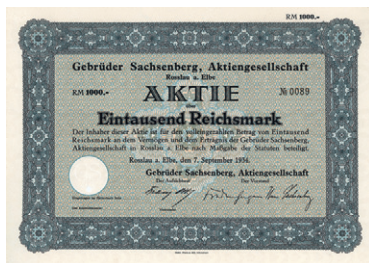 RM 1000.-
Gebrüder Sachsenberg, Aktiengesellschaft
Rosslau a. Elbe
RM 1000.-
AKTIE
№ 0089
über
Eintausend Reichsmark
Der Inhaber dieser Aktie ist für den volleingezahlten Betrag von Eintausend
Reichsmark an dem Vermögen und dem Erträgnis der Gebrüder Sachsenberg,
Aktiengesellschaft in Rosslau a. Elbe nach Maßgabe der Statuten beteiligt.
Rosslau a. Elbe, den 7. September 1934.
Gebrüder Sachsenberg, Aktiengesellschaft
Der Aufsichtsrat
Der Vorstand